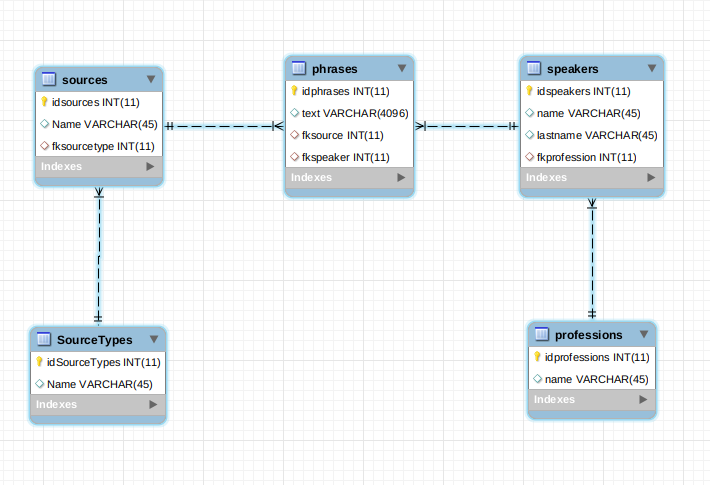 sources
idsources INT(11)
Name VARCHAR(45)
fksourcetype INT(11)
Indexes
phrases
idphrases INT(11)
text VARCHAR(4096)
fksource INT(11)
fkspeaker INT(11)
Indexes
speakers
idspeakers INT(11)
name VARCHAR(45)
lastname VARCHAR(45)
fkprofession INT(11)
Indexes
SourceTypes
idSourceTypes INT(11)
Name VARCHAR(45)
Indexes
professions
idprofessions INT(11)
name VARCHAR(45)
Indexes